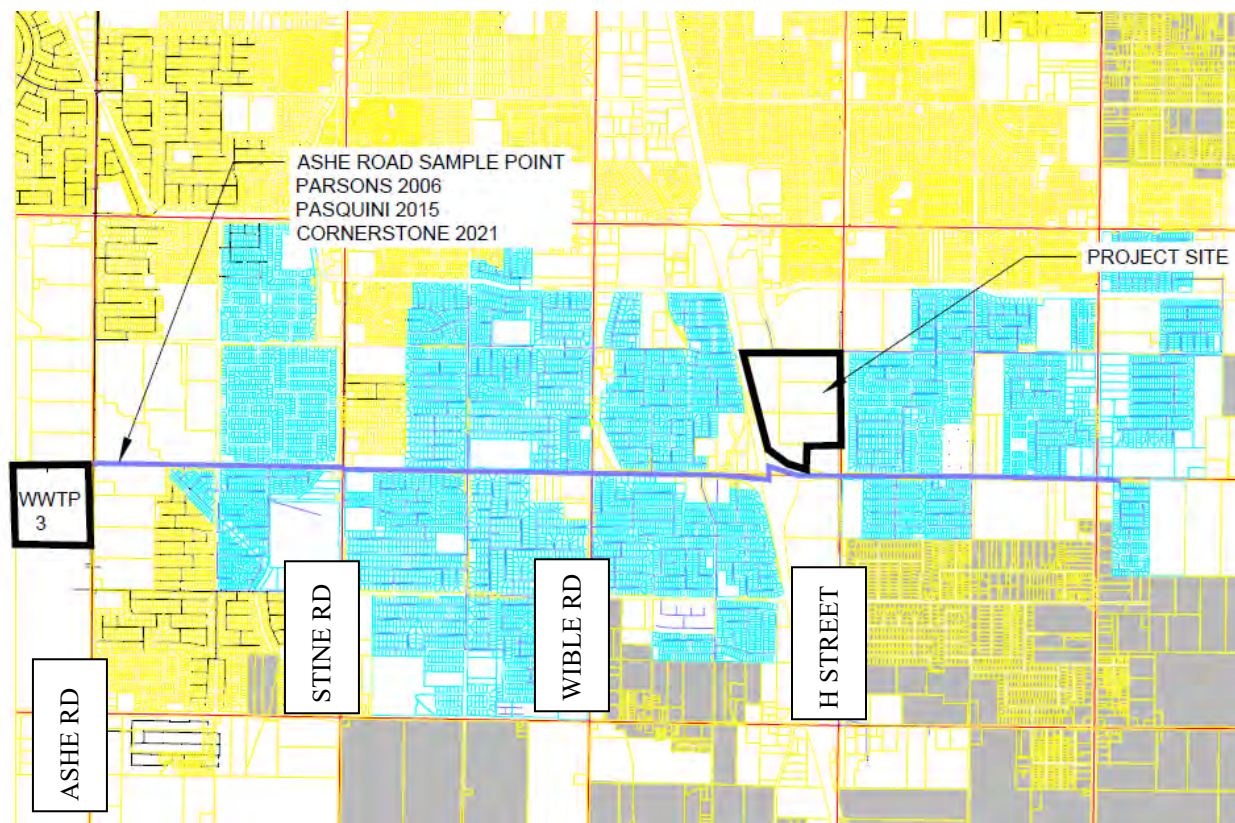 ASHE ROAD SAMPLE POINT
PARSONS 2006
PASQUINI 2015
CORNERSTONE 2021
PROJECT SITE
WWTP
3
ASHE RD
STINE RD
WIBLE RD
H STREET